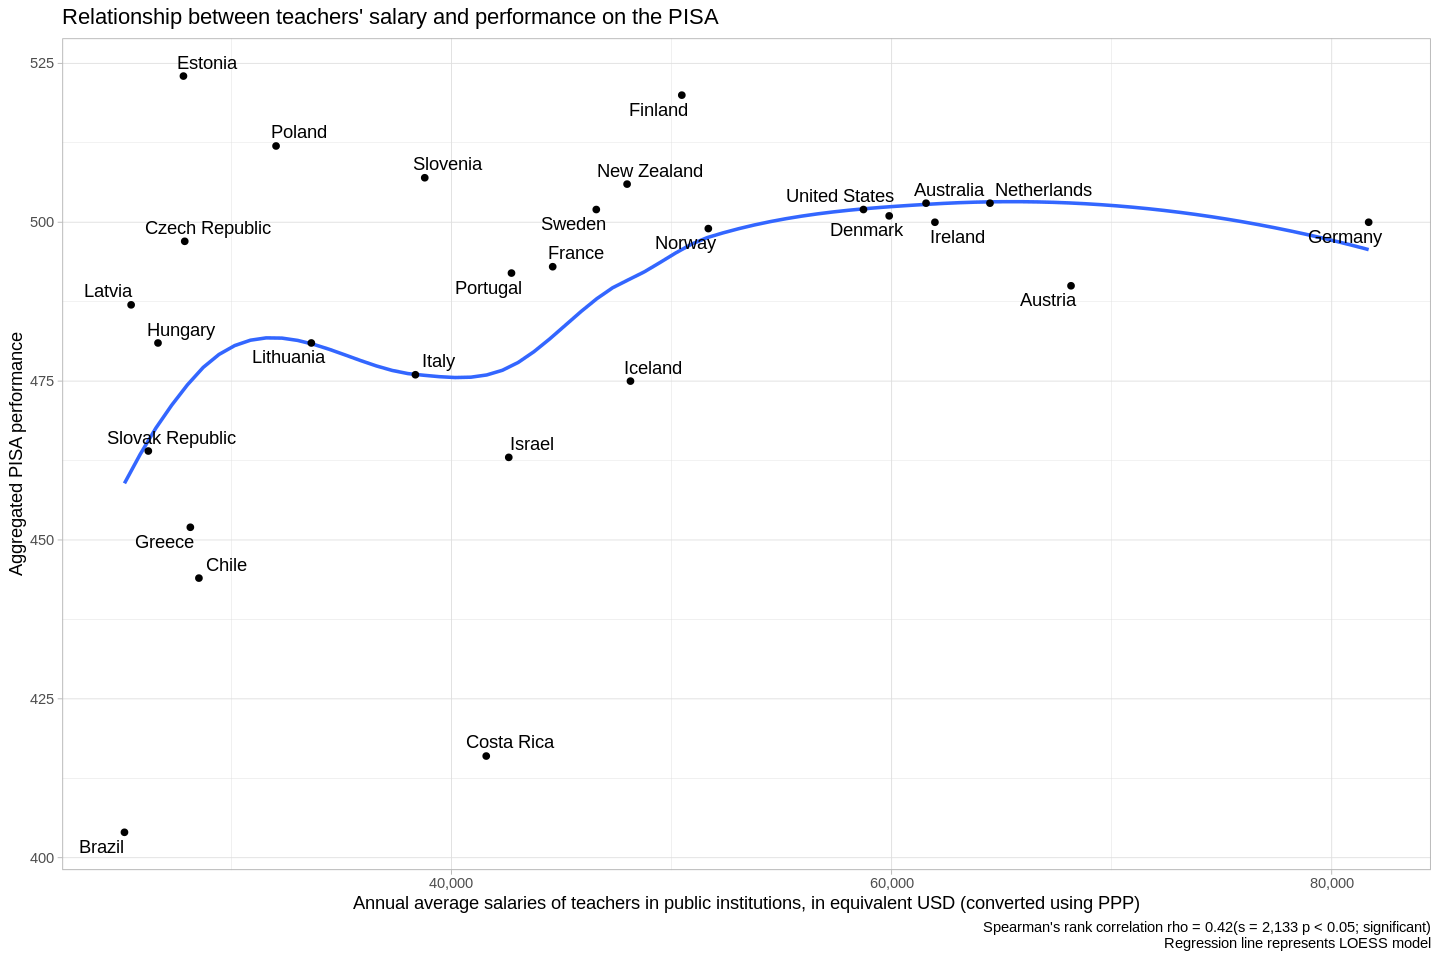 Relationship between teachers' salary and performance on the PISA
525
Estonia
Finland
Poland
Slovenia
New Zealand
United States
Australia
Netherlands
500
Czech Republic
Sweden
Norway
Denmark
Ireland
Germany
France
Portugal
Latvia
Austria
Hungary
Lithuania
Italy
Iceland
475
Slovak Republic
Israel
Greece
450
Chile
425
Costa Rica
Brazil
400
Aggregated PISA performance
40,000
60,000
80,000
Annual average salaries of teachers in public institutions, in equivalent USD (converted using PPP)
Spearman's rank correlation rho = 0.42(s = 2,133 p < 0.05; significant)
Regression line represents LOESS model